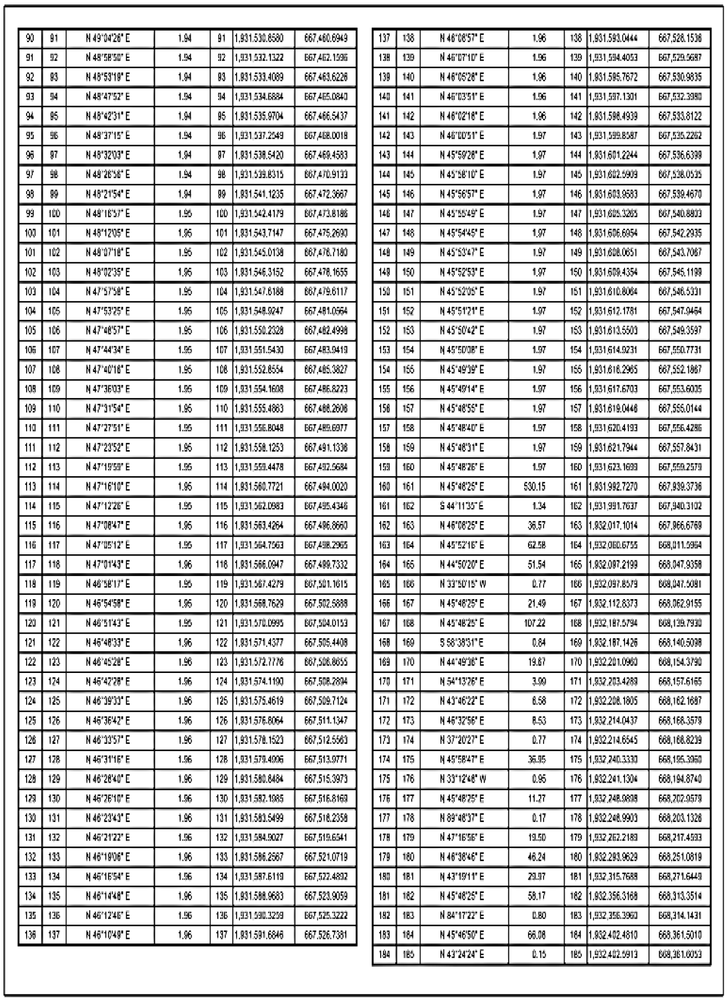 90 91 N 49°04'26" E 1.94 91 1,931,530.8580 667,460.6949
91 92 N 48°58'50" E 1.94 92 1,931,532.1322 667,462.1596
92 93 N 48°53'19" E 1.94 93 1,931,533.4089 667,463.6226
93 94 N 48°47'52" E 1.94 94 1,931,534.6884 667,465.0840
94 95 N 48°42'31" E 1.94 95 1,931,535.9704 667,466.5437
95 96 N 48°37'15" E 1.94 96 1,931,537.2549 667,468.0018
96 97 N 48°32'03" E 1.94 97 1,931,538.5420 667,469.4583
97 98 N 48°26'56" E 1.94 98 1,931,539.8315 667,470.9133
98 99 N 48°21'54" E 1.94 99 1,931,541.1235 667,472.3667
99 100 N 48°16'57" E 1.95 100 1,931,542.4179 667,473.8186
100 101 N 48°12'05" E 1.95 101 1,931,543.7147 667,475.2690
101 102 N 48°07'18" E 1.95 102 1,931,545.0138 667,476.7180
102 103 N 48°02'35" E 1.95 103 1,931,546.3152 667,478.1655
103 104 N 47°57'58" E 1.95 104 1,931,547.6188 667,479.6117
104 105 N 47°53'25" E 1.95 105 1,931,548.9247 667,481.0564
105 106 N 47°48'57" E 1.95 106 1,931,550.2328 667,482.4998
106 107 N 47°44'34" E 1.95 107 1,931,551.5430 667,483.9419
107 108 N 47°40'16" E 1.95 108 1,931,552.8554 667,485.3827
108 109 N 47°36'03" E 1.95 109 1,931,554.1698 667,486.8223
109 110 N 47°31'54" E 1.95 110 1,931,555.4863 667,488.2606
110 111 N 47°27'51" E 1.95 111 1,931,556.8048 667,489.6977
111 112 N 47°23'52" E 1.95 112 1,931,558.1253 667,491.1336
112 113 N 47°19'59" E 1.95 113 1,931,559.4478 667,492.5684
113 114 N 47°16'10" E 1.95 114 1,931,560.7721 667,494.0020
114 115 N 47°12'26" E 1.95 115 1,931,562.0983 667,495.4346
115 116 N 47°08'47" E 1.95 116 1,931,563.4264 667,496.8660
116 117 N 47°05'12" E 1.95 117 1,931,564.7563 667,498.2965
117 118 N 47°01'43" E 1.96 118 1,931,566.0947 667,499.7332
118 119 N 46°58'17" E 1.95 119 1,931,567.4279 667,501.1615
119 120 N 46°54'58" E 1.95 120 1,931,568.7629 667,502.5888
120 121 N 46°51'43" E 1.95 121 1,931,570.0995 667,504.0153
121 122 N 46°48'33" E 1.96 122 1,931,571.4377 667,505.4408
122 123 N 46°45'28" E 1.96 123 1,931,572.7776 667,506.8655
123 124 N 46°42'28" E 1.96 124 1,931,574.1190 667,508.2894
124 125 N 46°39'33" E 1.96 125 1,931,575.4619 667,509.7124
125 126 N 46°36'42" E 1.96 126 1,931,576.8064 667,511.1347
126 127 N 46°33'57" E 1.96 127 1,931,578.1523 667,512.5563
127 128 N 46°31'16" E 1.96 128 1,931,579.4996 667,513.9771
128 129 N 46°28'40" E 1.96 129 1,931,580.8484 667,515.3973
129 130 N 46°26'10" E 1.96 130 1,931,582.1985 667,516.8169
130 131 N 46°23'43" E 1.96 131 1,931,583.5499 667,518.2358
131 132 N 46°21'22" E 1.96 132 1,931,584.9027 667,519.6541
132 133 N 46°19'06" E 1.96 133 1,931,586.2567 667,521.0719
133 134 N 46°16'54" E 1.96 134 1,931,587.6119 667,522.4892
134 135 N 46°14'48" E 1.96 135 1,931,588.9683 667,523.9059
135 136 N 46°12'46" E 1.96 136 1,931,590.3259 667,525.3222
136 137 N 46°10'49" E 1.96 137 1,931,591.6846 667,526.7381
137 138 N 46°08'57" E 1.96 138 1,931,593.0444 667,528.1536
138 139 N 46°07'10" E 1.96 139 1,931,594.4053 667,529.5687
139 140 N 46°05'28" E 1.96 140 1,931,595.7672 667,530.9835
140 141 N 46°03'51" E 1.96 141 1,931,597.1301 667,532.3980
141 142 N 46°02'18" E 1.96 142 1,931,598.4939 667,533.8122
142 143 N 46°00'51" E 1.97 143 1,931,599.8587 667,535.2262
143 144 N 45°59'28" E 1.97 144 1,931,601.2244 667,536.6399
144 145 N 45°58'10" E 1.97 145 1,931,602.5909 667,538.0535
145 146 N 45°56'57" E 1.97 146 1,931,603.9583 667,539.4670
146 147 N 45°55'49" E 1.97 147 1,931,605.3265 667,540.8803
147 148 N 45°54'45" E 1.97 148 1,931,606.6954 667,542.2935
148 149 N 45°53'47" E 1.97 149 1,931,608.0651 667,543.7067
149 150 N 45°52'53" E 1.97 150 1,931,609.4354 667,545.1199
150 151 N 45°52'05" E 1.97 151 1,931,610.8064 667,546.5331
151 152 N 45°51'21" E 1.97 152 1,931,612.1781 667,547.9464
152 153 N 45°50'42" E 1.97 153 1,931,613.5503 667,549.3597
153 154 N 45°50'08" E 1.97 154 1,931,614.9231 667,550.7731
154 155 N 45°49'39" E 1.97 155 1,931,616.2965 667,552.1867
155 156 N 45°49'14" E 1.97 156 1,931,617.6703 667,553.6005
156 157 N 45°48'55" E 1.97 157 1,931,619.0446 667,555.0144
157 158 N 45°48'40" E 1.97 158 1,931,620.4193 667,556.4286
158 159 N 45°48'31" E 1.97 159 1,931,621.7944 667,557.8431
159 160 N 45°48'26" E 1.97 160 1,931,623.1699 667,559.2579
160 161 N 45°48'25" E 530.15 161 1,931,992.7270 667,939.3736
161 162 S 44°11'35" E 1.34 162 1,931,991.7637 667,940.3102
162 163 N 46°08'25" E 36.57 163 1,932,017.1014 667,966.6769
163 164 N 45°52'16" E 62.58 164 1,932,060.6755 668,011.5964
164 165 N 44°50'20" E 51.54 165 1,932,097.2199 668,047.9358
165 166 N 33°50'15" W 0.77 166 1,932,097.8579 668,047.5081
166 167 N 45°48'25" E 21.49 167 1,932,112.8373 668,062.9155
167 168 N 45°48'25" E 107.22 168 1,932,187.5794 668,139.7930
168 169 S 58°38'31" E 0.84 169 1,932,187.1426 668,140.5098
169 170 N 44°49'36" E 19.67 170 1,932,201.0960 668,154.3790
170 171 N 54°13'26" E 3.99 171 1,932,203.4289 668,157.6165
171 172 N 43°46'22" E 6.58 172 1,932,208.1805 668,162.1687
172 173 N 46°32'56" E 8.53 173 1,932,214.0437 668,168.3579
173 174 N 37°20'27" E 0.77 174 1,932,214.6545 668,168.8239
174 175 N 45°58'47" E 36.95 175 1,932,240.3330 668,195.3960
175 176 N 33°12'48" W 0.95 176 1,932,241.1304 668,194.8740
176 177 N 45°48'25" E 11.27 177 1,932,248.9898 668,202.9579
177 178 N 89°48'37" E 0.17 178 1,932,248.9903 668,203.1326
178 179 N 47°16'56" E 19.50 179 1,932,262.2189 668,217.4593
179 180 N 46°38'46" E 46.24 180 1,932,293.9629 668,251.0819
180 181 N 43°19'11" E 29.97 181 1,932,315.7688 668,271.6449
181 182 N 45°48'25" E 58.17 182 1,932,356.3168 668,313.3514
182 183 N 84°17'22" E 0.80 183 1,932,356.3960 668,314.1431
183 184 N 45°46'50" E 66.08 184 1,932,402.4810 668,361.5010
184 185 N 43°24'24" E 0.15 185 1,932,402.5913 668,361.6053